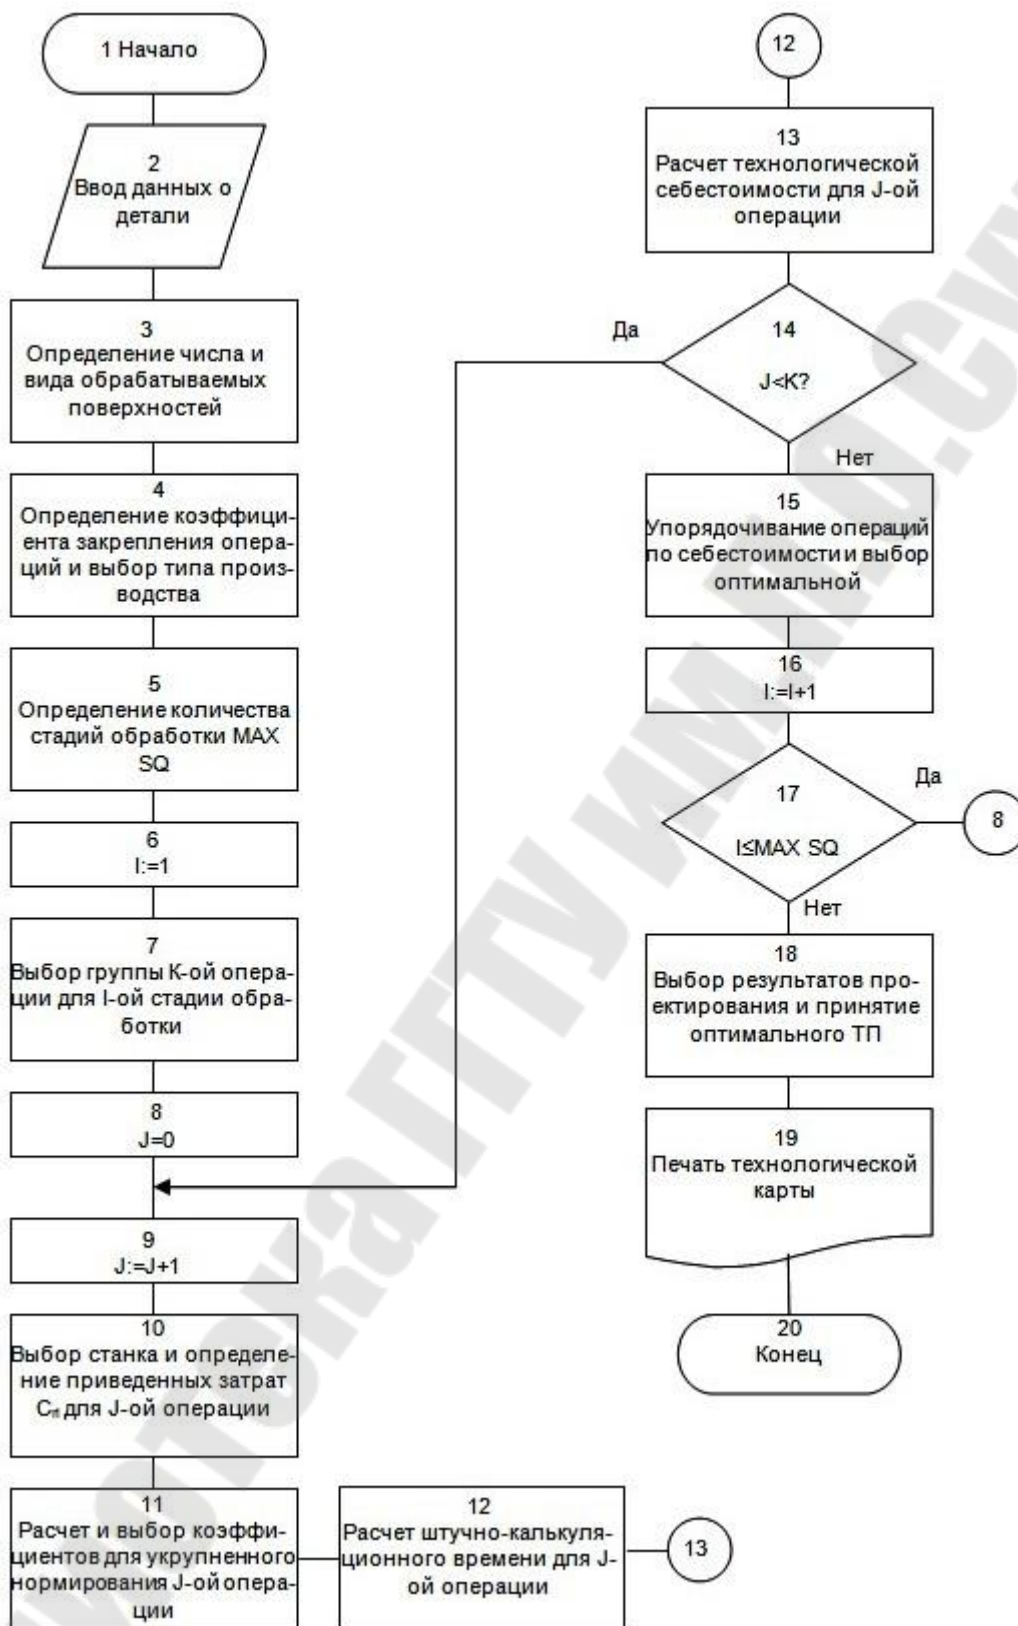 1 Начало
2
Ввод данных о
детали
3
Определение числа и
вида обрабатываемых
поверхностей
4
Определение коэффици-
ента закрепления опера-
ций и выбор типа произ-
водства
5
Определение количества
стадий обработки MAX
SQ
6
I:=1
7
Выбор группы К-ой опера-
ции для I-ой стадии обра-
ботки
8
J=0
9
J:=J+1
10
Выбор станка и определе-
ние приведенных затрат
для J-ой операции
11
Расчет и выбор коэффи-
циентов для укрупненного
нормирования J-ой опера-
ции
12
Расчет штучно-калькуля-
ционного времени для J-
ой операции
13
12
13
Расчет технологической
себестоимости для J-ой
операции
14
J<K?
Да
Нет
15
Упорядочивание операций
по себестоимости и выбор
оптимальной
16
I:=I+1
17
I≤MAX SQ
Да
8
Нет
18
Выбор результатов про-
ектирования и принятие
оптимального ТП
19
Печать технологической
карты
20
Конец
ГГТУ им. П.О.